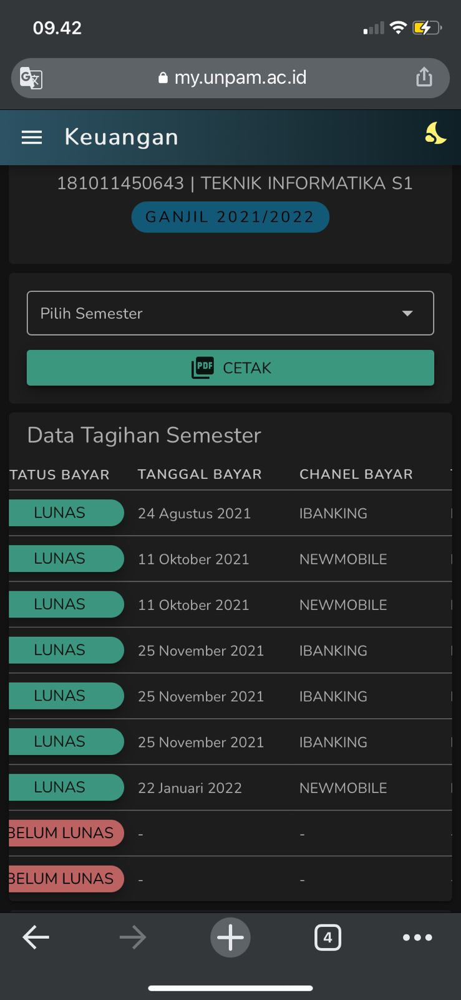 09.42
my.unpam.ac.id
Keuangan
181011450643 | TEKNIK INFORMATIKA S1
GANJIL 2021/2022
Pilih Semester
PDF CETAK
Data Tagihan Semester
TATUS BAYAR TANGGAL BAYAR CHANEL BAYAR
LUNAS 24 Agustus 2021 IBANKING
LUNAS 11 Oktober 2021 NEWMOBILE
LUNAS 11 Oktober 2021 NEWMOBILE
LUNAS 25 November 2021 IBANKING
LUNAS 25 November 2021 IBANKING
LUNAS 25 November 2021 IBANKING
LUNAS 22 Januari 2022 NEWMOBILE
BELUM LUNAS - -
BELUM LUNAS - -
4